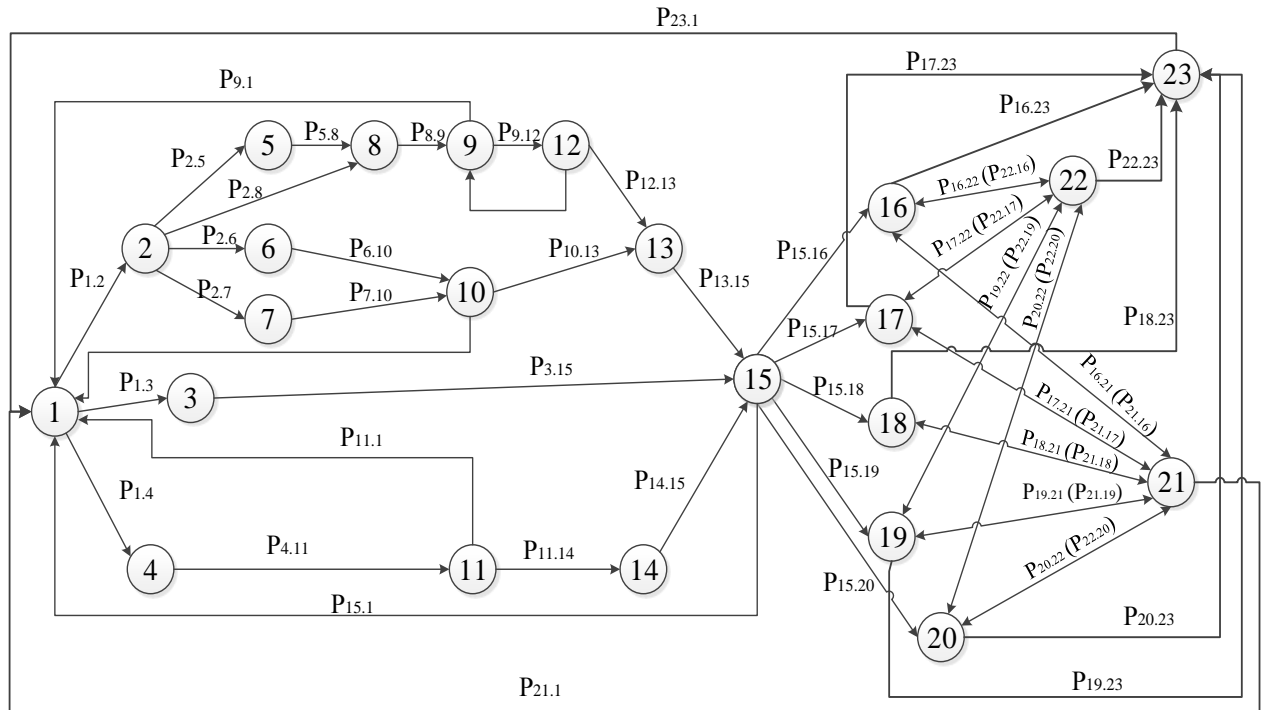 P23.1
P17.23
23
P9.1
P16.23
P5.8
P8.9
P9.12
5
8
9
12
P2.5
P22.23
P2.8
P12.13
P16.22 (P22.16)
22
16
P17.22 (P22.17)
2
P2.6
6
P6.10
P10.13
13
P15.16
P19.22 (P22.19)
P20.22 (P22.20)
P1.2
P13.15
P2.7
P7.10
10
7
P15.17
17
P18.23
P3.15
P1.3
3
15
P15.18
P16.21 (P21.16)
1
P17.21 (P21.17)
18
P11.1
P18.21 (P21.18)
P15.19
P14.15
21
P1.4
P19.21 (P21.19)
19
P4.11
P11.14
4
11
14
P20.22 (P22.20)
P15.20
P15.1
20
P20.23
P21.1
P19.23